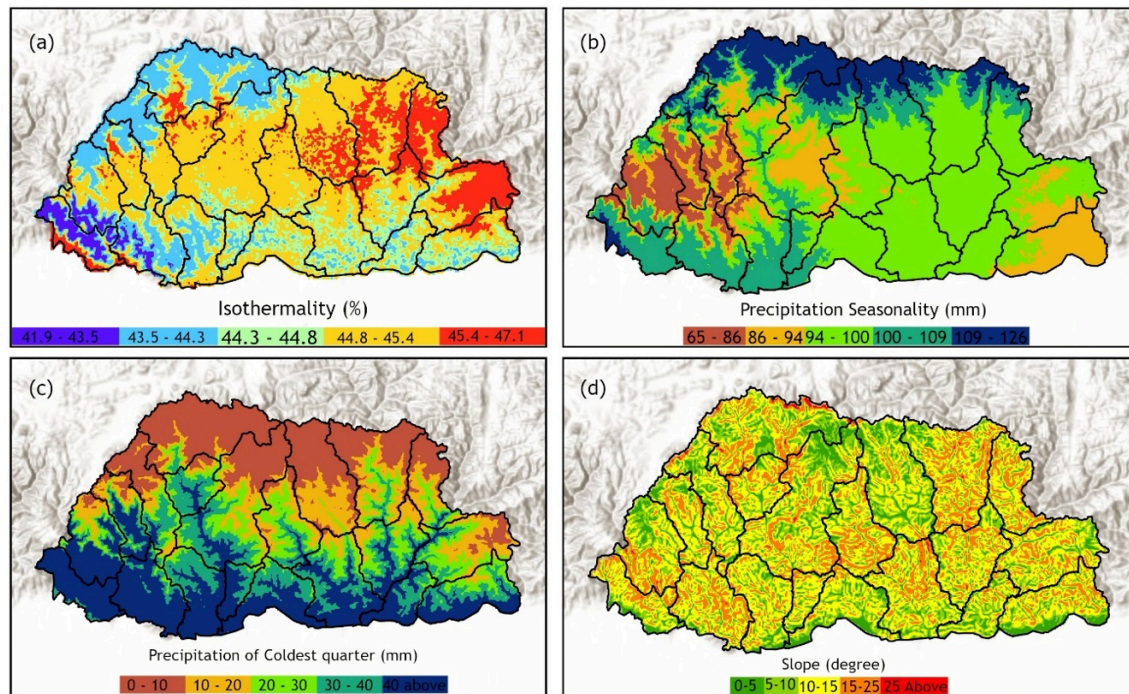 (a)
Isothermality (%)
41.9 - 43.5 43.5 - 44.3 44.3 - 44.8 44.8 - 45.4 45.4 - 47.1
(b)
Precipitation Seasonality (mm)
65 - 86 86 - 94 94 - 100 100 - 109 109 - 126
(c)
Precipitation of Coldest quarter (mm)
0 - 10 10 - 20 20 - 30 30 - 40 40 above
(d)
Slope (degree)
0-5 5-10 10-15 15-25 25 Above